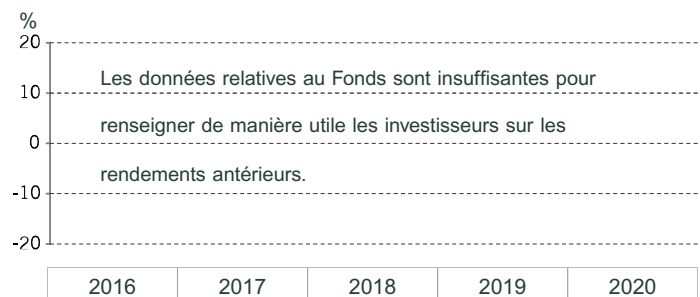 %
20
Les données relatives au Fonds sont insuffisantes pour
10
renseigner de manière utile les investisseurs sur les
0
rendements antérieurs.
-10
-20
2016 2017 2018 2019 2020